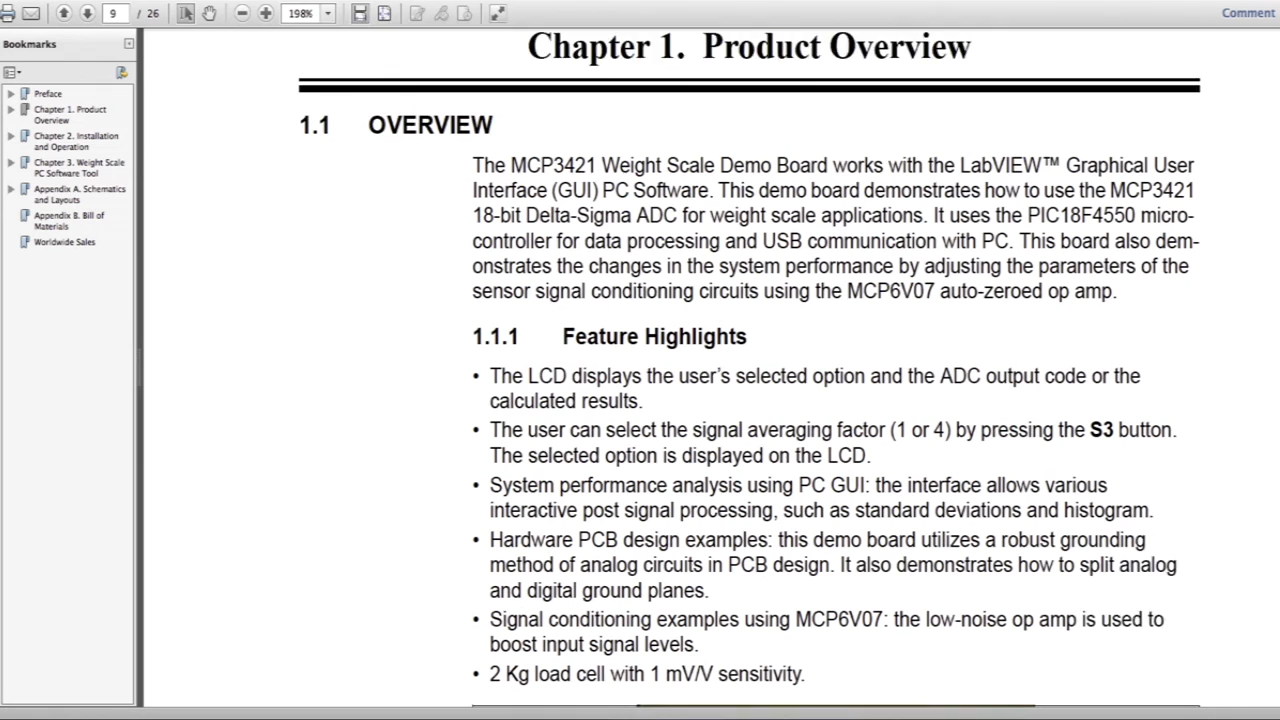 9 / 26
198%
Comment
Bookmarks
Preface
Chapter 1. Product
Overview
Chapter 2. Installation
and Operation
Chapter 3. Weight Scale
PC Software Tool
Appendix A. Schematics
and Layouts
Appendix B. Bill of
Materials
Worldwide Sales
Chapter 1. Product Overview
1.1 OVERVIEW
The MCP3421 Weight Scale Demo Board works with the LabVIEW™ Graphical User
Interface (GUI) PC Software. This demo board demonstrates how to use the MCP3421
18-bit Delta-Sigma ADC for weight scale applications. It uses the PIC18F4550 micro-
controller for data processing and USB communication with PC. This board also dem-
onstrates the changes in the system performance by adjusting the parameters of the
sensor signal conditioning circuits using the MCP6V07 auto-zeroed op amp.
1.1.1 Feature Highlights
• The LCD displays the user's selected option and the ADC output code or the
calculated results.
• The user can select the signal averaging factor (1 or 4) by pressing the S3 button.
The selected option is displayed on the LCD.
• System performance analysis using PC GUI: the interface allows various
interactive post signal processing, such as standard deviations and histogram.
• Hardware PCB design examples: this demo board utilizes a robust grounding
method of analog circuits in PCB design. It also demonstrates how to split analog
and digital ground planes.
• Signal conditioning examples using MCP6V07: the low-noise op amp is used to
boost input signal levels.
• 2 Kg load cell with 1 mV/V sensitivity.